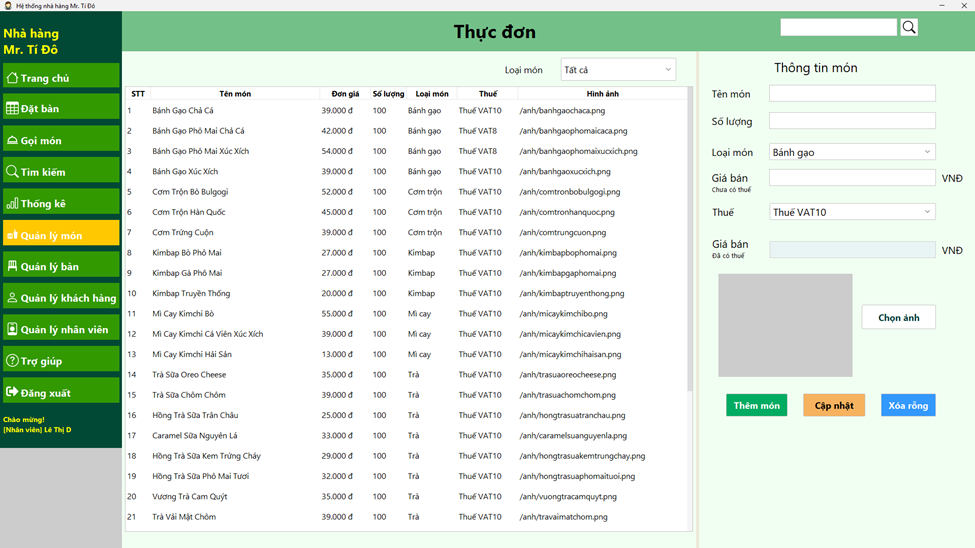 Hệ thống nhà hàng Mr. Tí Đô
Nhà hàng
Mr. Tí Đô
Trang chủ
Đặt bàn
Gọi món
Tìm kiếm
Thống kê
Quản lý món
Quản lý bàn
Quản lý khách hàng
Quản lý nhân viên
Trợ giúp
Đăng xuất
Chào mừng!
[Nhân viên] Lê Thị D
Thực đơn
Loại món Tất cả
STT Tên món Đơn giá Số lượng Loại món Thuế Hình ảnh
1 Bánh Gạo Chả Cá 39.000 đ 100 Bánh gạo Thuế VAT10 /anh/banhgaochaca.png
2 Bánh Gạo Phô Mai Chả Cá 42.000 đ 100 Bánh gạo Thuế VAT8 /anh/banhgaophomaicaca.png
3 Bánh Gạo Phô Mai Xúc Xích 54.000 đ 100 Bánh gạo Thuế VAT8 /anh/banhgaophomaixucxich.png
4 Bánh Gạo Xúc Xích 39.000 đ 100 Bánh gạo Thuế VAT10 /anh/banhgaoxucxich.png
5 Cơm Trộn Bò Bulgogi 52.000 đ 100 Cơm trộn Thuế VAT10 /anh/comtronbobulgogi.png
6 Cơm Trộn Hàn Quốc 45.000 đ 100 Cơm trộn Thuế VAT10 /anh/comtronhanquoc.png
7 Cơm Trứng Cuộn 39.000 đ 100 Cơm trộn Thuế VAT10 /anh/comtrungcuon.png
8 Kimbap Bò Phô Mai 27.000 đ 100 Kimbap Thuế VAT10 /anh/kimbapbophomai.png
9 Kimbap Gà Phô Mai 27.000 đ 100 Kimbap Thuế VAT10 /anh/kimbapgaphomai.png
10 Kimbap Truyền Thống 20.000 đ 100 Kimbap Thuế VAT10 /anh/kimbaptruyenthong.png
11 Mì Cay Kimchi Bò 55.000 đ 100 Mì cay Thuế VAT10 /anh/micaykimchibo.png
12 Mì Cay Kimchi Cá Viên Xúc Xích 39.000 đ 100 Mì cay Thuế VAT10 /anh/micaykimchicavien.png
13 Mì Cay Kimchi Hải Sản 13.000 đ 100 Mì cay Thuế VAT10 /anh/micaykimchihaisan.png
14 Trà Sữa Oreo Cheese 35.000 đ 100 Trà Thuế VAT10 /anh/trasuaoreocheese.png
15 Trà Sữa Chôm Chôm 39.000 đ 100 Trà Thuế VAT10 /anh/trasuachomchom.png
16 Hồng Trà Sữa Trân Châu 25.000 đ 100 Trà Thuế VAT10 /anh/hongtrasuatranchau.png
17 Caramel Sữa Nguyên Lá 33.000 đ 100 Trà Thuế VAT10 /anh/caramelsuanguyenla.png
18 Hồng Trà Sữa Kem Trứng Cháy 29.000 đ 100 Trà Thuế VAT10 /anh/hongtrasuakemtrungchay.png
19 Hồng Trà Sữa Phô Mai Tươi 32.000 đ 100 Trà Thuế VAT10 /anh/hongtrasuaphomaituoi.png
20 Vương Trà Cam Quýt 35.000 đ 100 Trà Thuế VAT10 /anh/vuongtracamquyt.png
21 Trà Vải Mật Chôm 39.000 đ 100 Trà Thuế VAT10 /anh/travaimatchom.png
Thông tin món
Tên món
Số lượng
Loại món Bánh gạo
Giá bán VNĐ
Chưa có thuế
Thuế Thuế VAT10
Giá bán VNĐ
Đã có thuế
Chọn ảnh
Thêm món Cập nhật Xóa rỗng